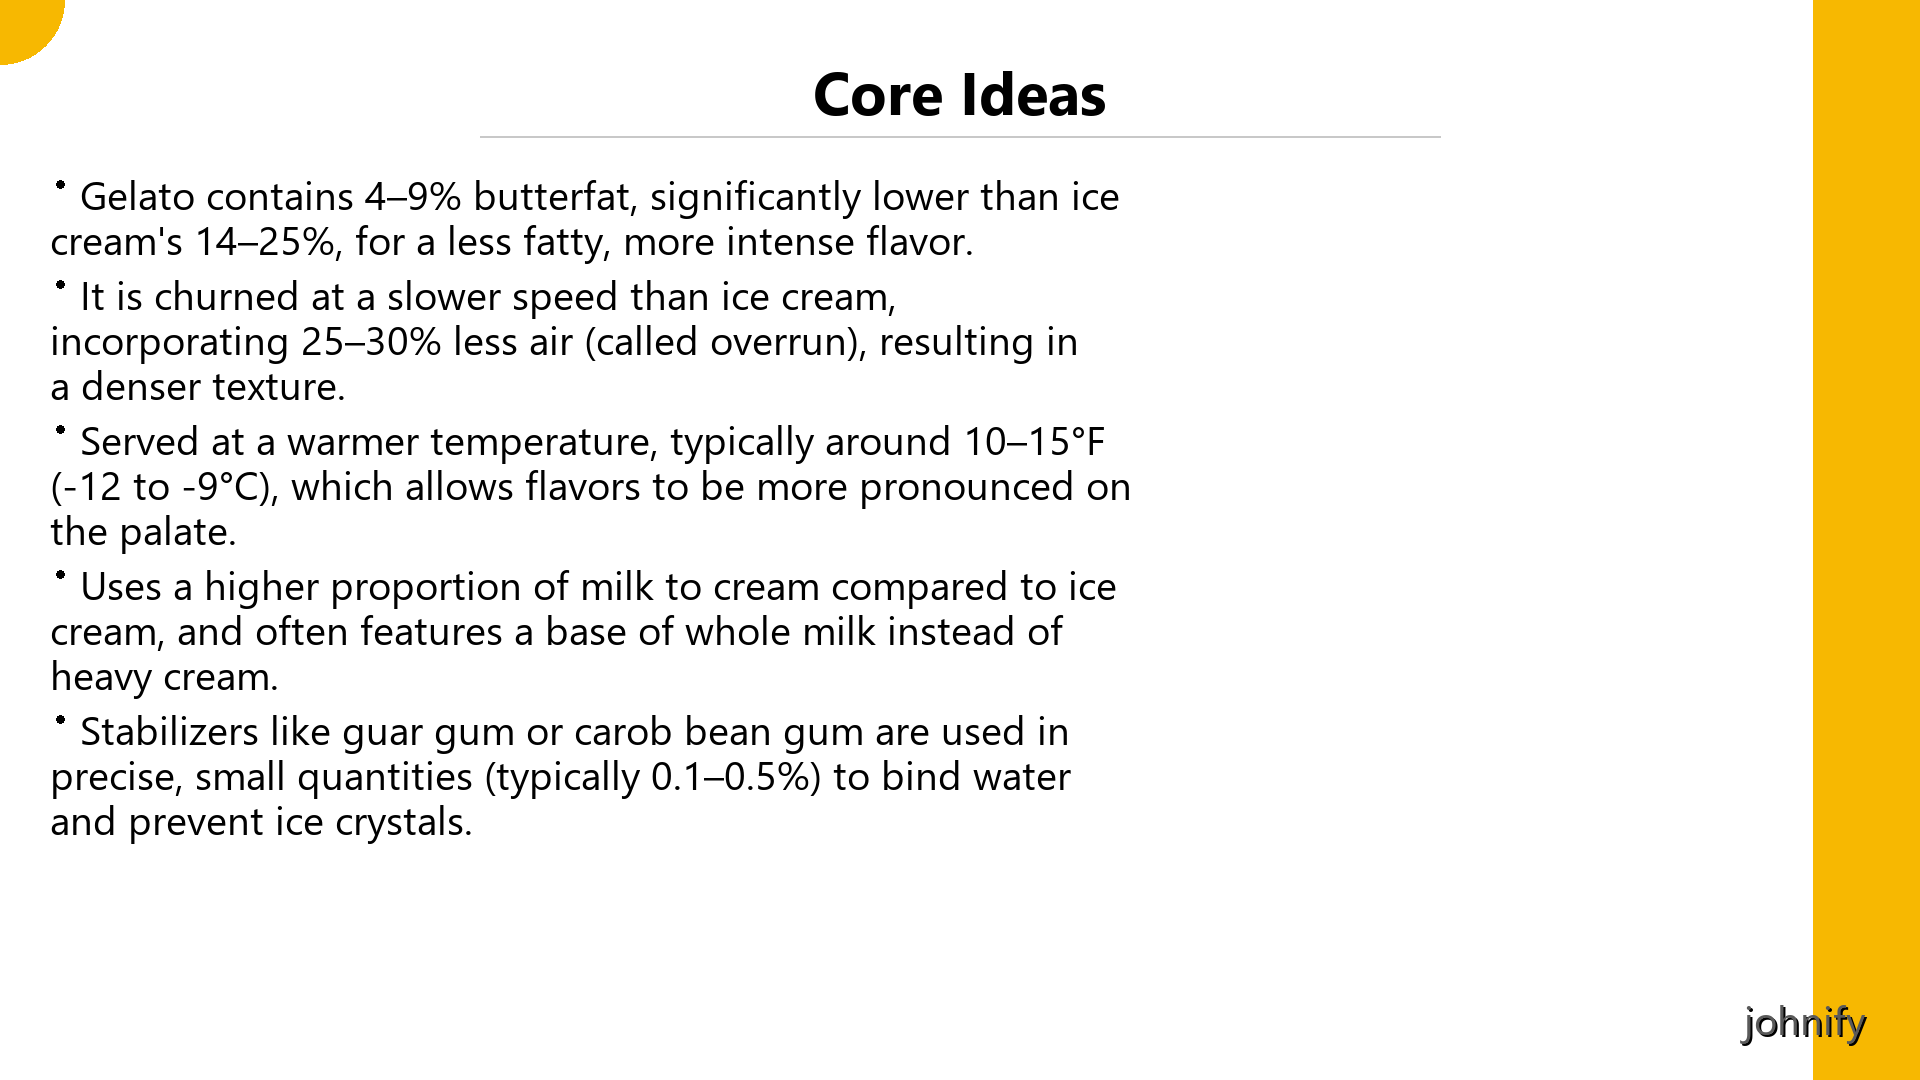 Core Ideas
• Gelato contains 4–9% butterfat, significantly lower than ice
cream's 14–25%, for a less fatty, more intense flavor.
• It is churned at a slower speed than ice cream,
incorporating 25–30% less air (called overrun), resulting in
a denser texture.
• Served at a warmer temperature, typically around 10–15°F
(-12 to -9°C), which allows flavors to be more pronounced on
the palate.
• Uses a higher proportion of milk to cream compared to ice
cream, and often features a base of whole milk instead of
heavy cream.
• Stabilizers like guar gum or carob bean gum are used in
precise, small quantities (typically 0.1–0.5%) to bind water
and prevent ice crystals.
johnify